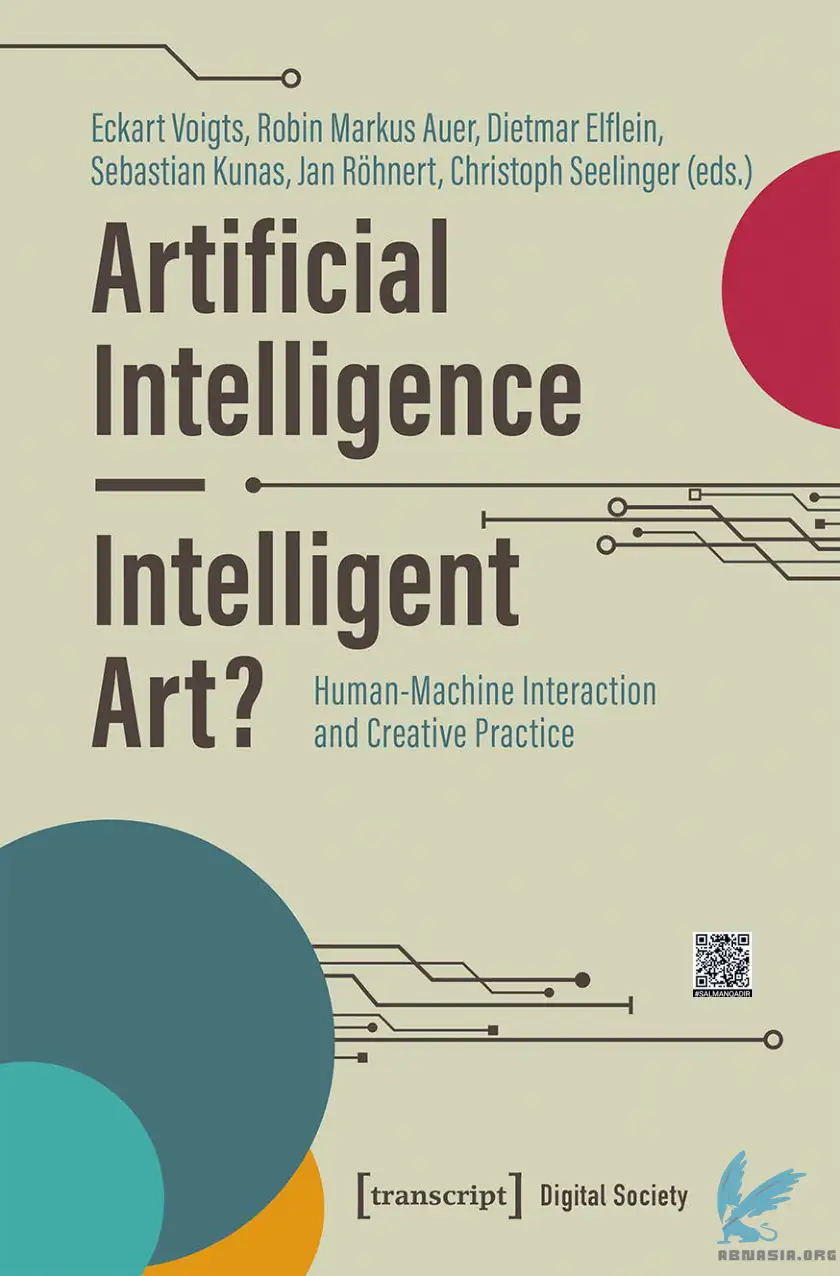 Eckart Voigts, Robin Markus Auer, Dietmar Elflein,
Sebastian Kunas, Jan Röhnert, Christoph Seelinger (eds.)
Artificial
Intelligence
—
Intelligent
Art?
Human-Machine Interaction
and Creative Practice
#SALMANQADIR
[transcript] Digital Society
ABNASIA.ORG